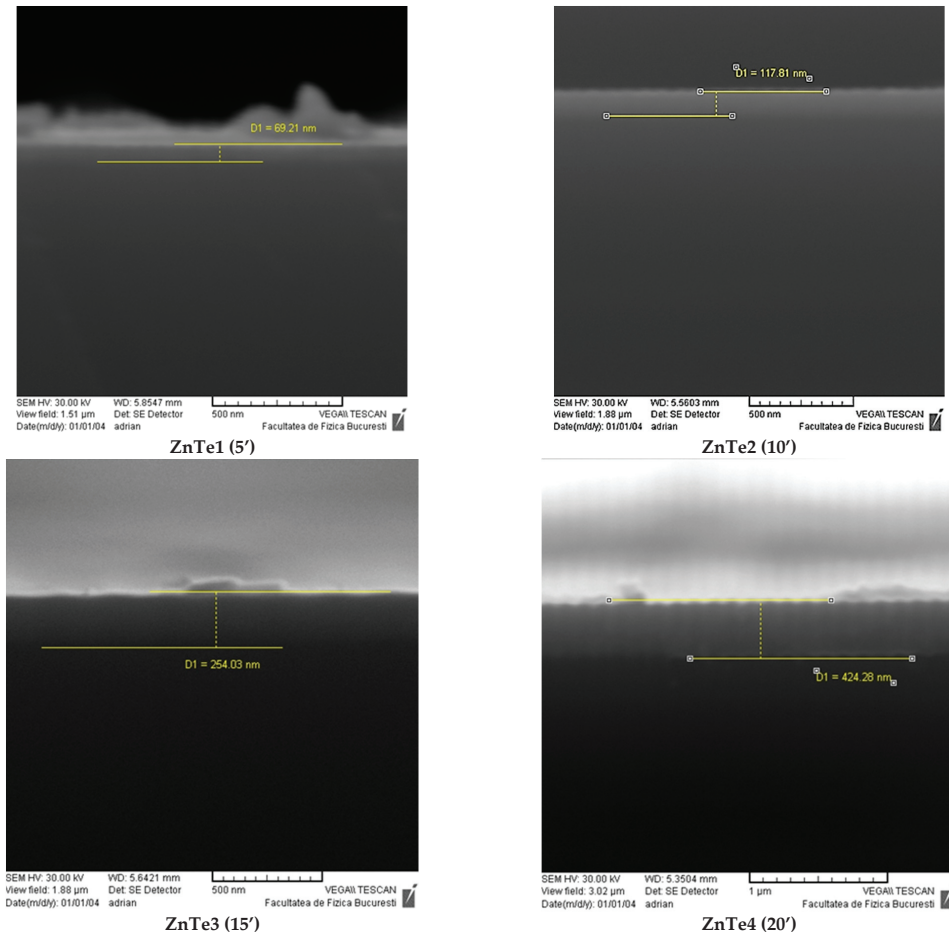 D1 = 69.21 nm
SEM HV: 30.00 kV WD: 5.8547 mm
View field: 1.51 µm Det: SE Detector 500 nm VEGA\\ TESCAN
Date(m/d/y): 01/01/04 adrian Facultatea de Fizica Bucuresti
ZnTe1 (5′)
D1 = 117.81 nm
SEM HV: 30.00 kV WD: 5.5603 mm
View field: 1.88 µm Det: SE Detector 500 nm VEGA\\ TESCAN
Date(m/d/y): 01/01/04 adrian Facultatea de Fizica Bucuresti
ZnTe2 (10′)
D1 = 254.03 nm
SEM HV: 30.00 kV WD: 5.6421 mm
View field: 1.88 µm Det: SE Detector 500 nm VEGA\\ TESCAN
Date(m/d/y): 01/01/04 adrian Facultatea de Fizica Bucuresti
ZnTe3 (15′)
D1 = 424.28 nm
SEM HV: 30.00 kV WD: 5.3504 mm
View field: 3.02 µm Det: SE Detector 1 µm VEGA\\ TESCAN
Date(m/d/y): 01/01/04 adrian Facultatea de Fizica Bucuresti
ZnTe4 (20′)